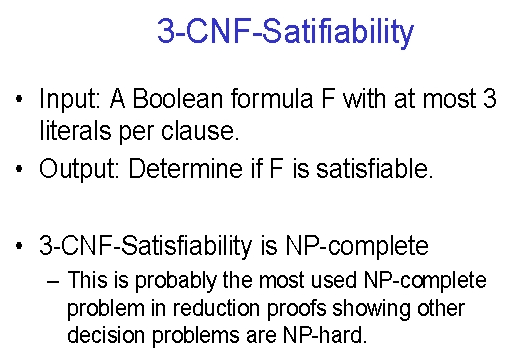 3-CNF-Satifiability
• Input: A Boolean formula F with at most 3
literals per clause.
• Output: Determine if F is satisfiable.
• 3-CNF-Satisfiability is NP-complete
– This is probably the most used NP-complete
problem in reduction proofs showing other
decision problems are NP-hard.